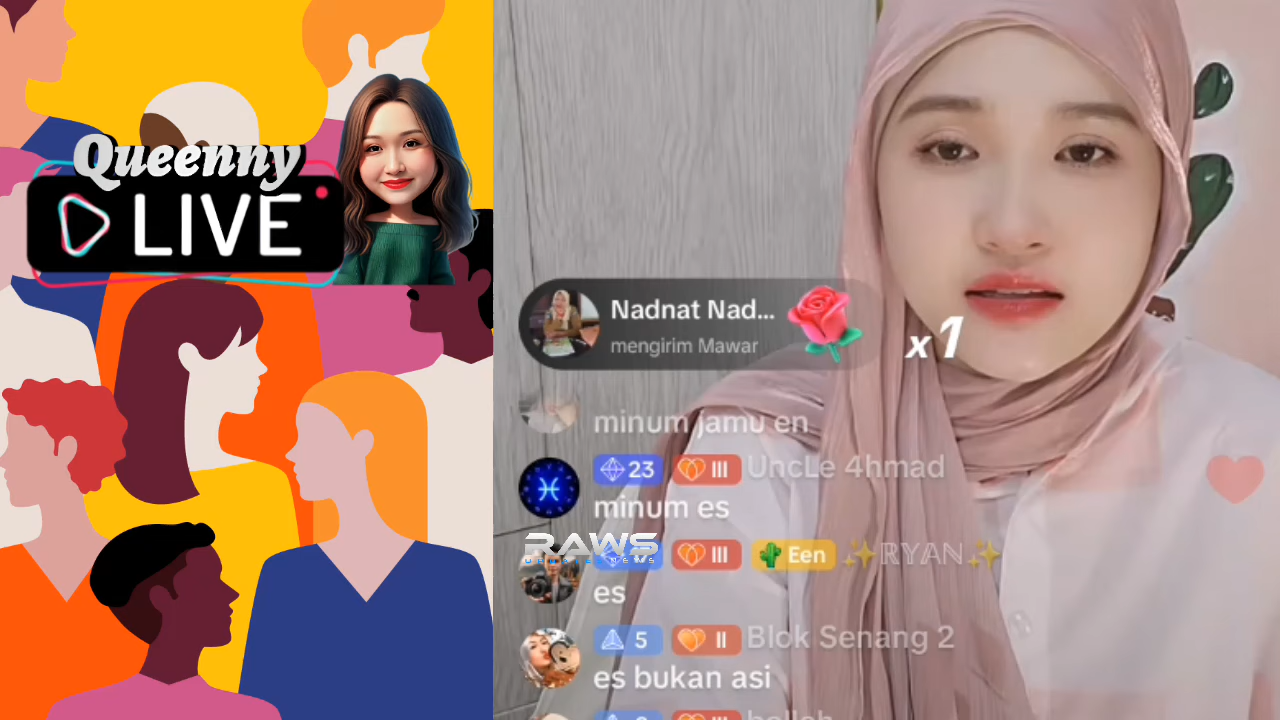 Queenny
LIVE
Nadnat Nad...
mengirim Mawar
x1
minum jamu en
23 III UncLe 4hmad
minum es
RAWS
III Een ✨ℝ𝕐𝔸ℕ✨
es
5 II Blok Senang 2
es bukan asi